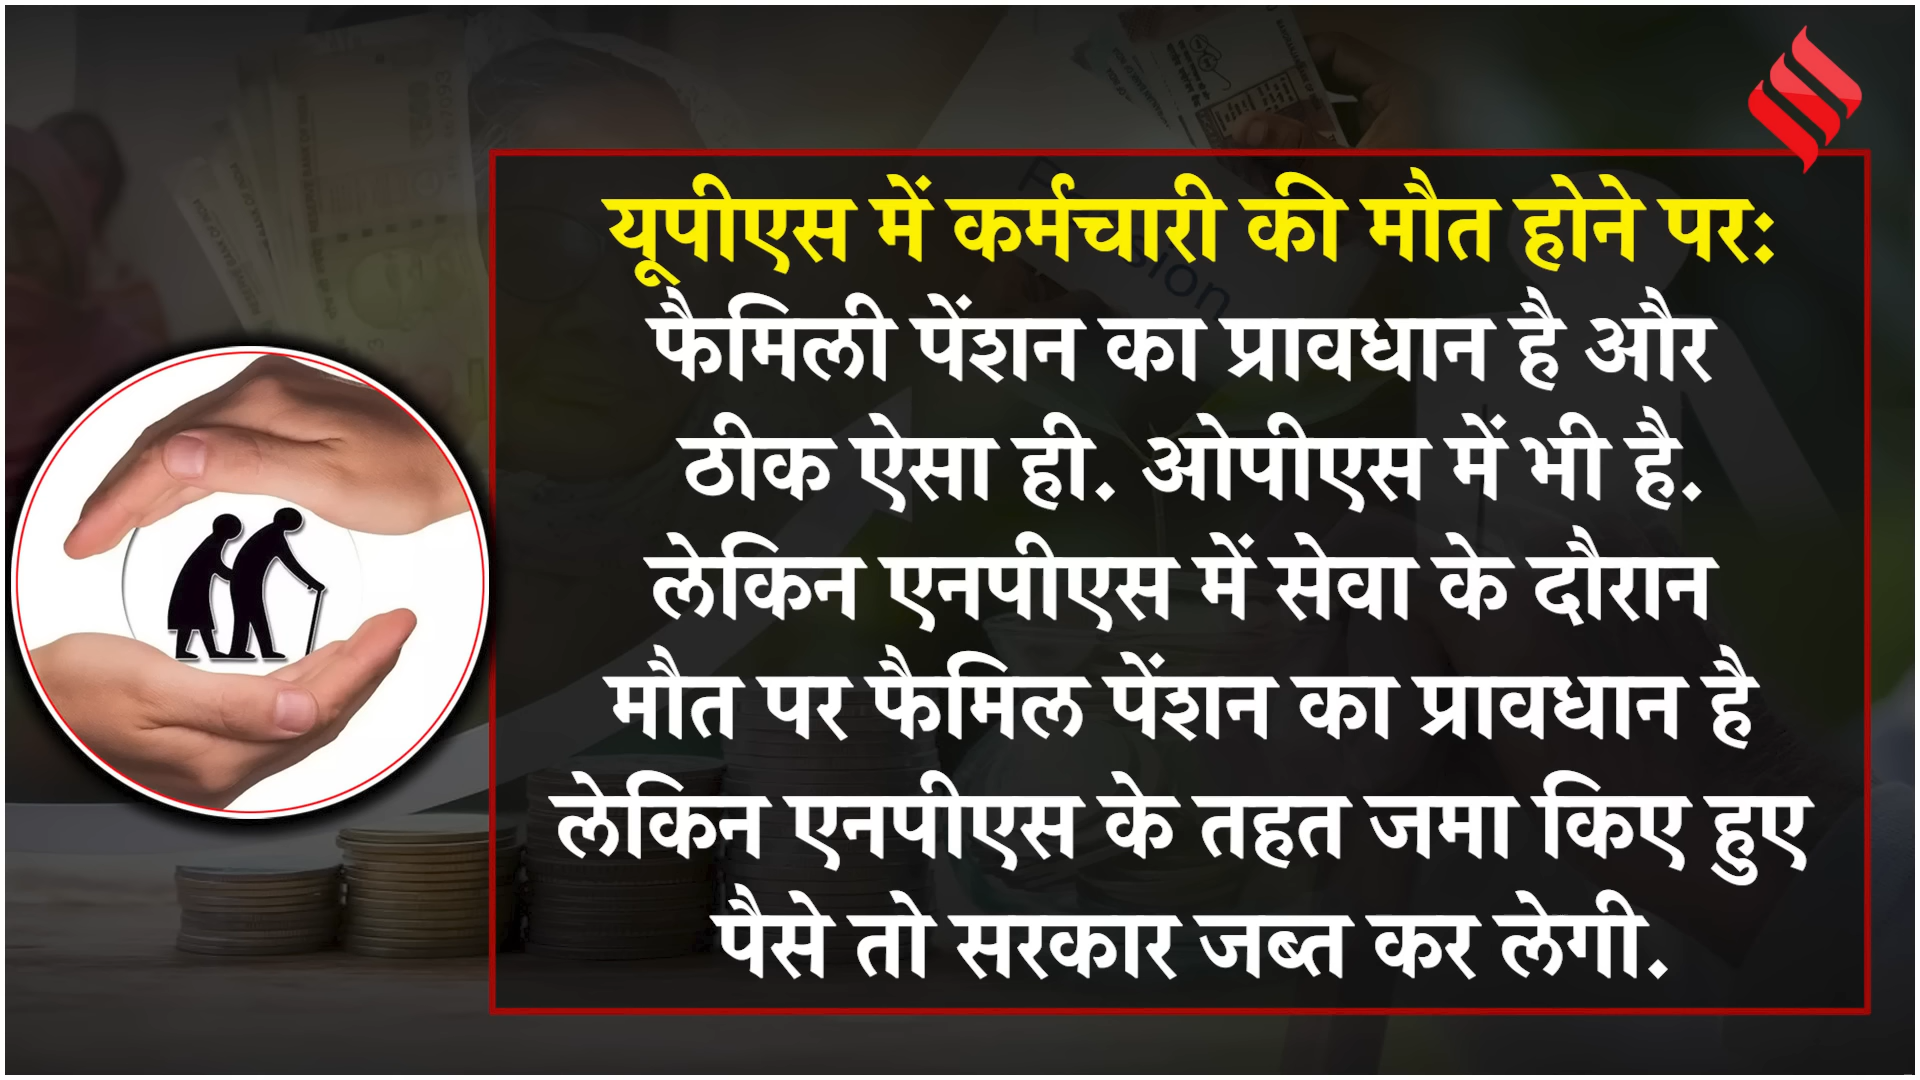 यूपीएस में कर्मचारी की मौत होने पर:
फैमिली पेंशन का प्रावधान है और
ठीक ऐसा ही. ओपीएस में भी है.
लेकिन एनपीएस में सेवा के दौरान
मौत पर फैमिल पेंशन का प्रावधान है
लेकिन एनपीएस के तहत जमा किए हुए
पैसे तो सरकार जब्त कर लेगी.